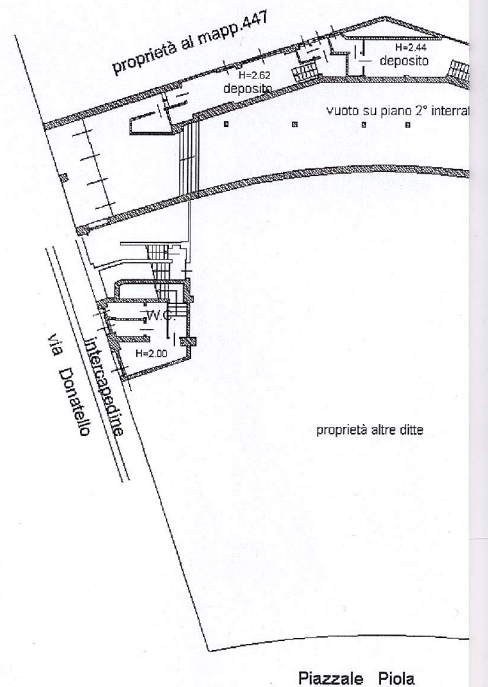 proprietà al mapp.447
H=2.44
deposito
H=2.62
deposito
vuoto su piano 2° interrat
W.C.
H=2.00
intercapedine
via Donatello
proprietà altre ditte
Piazzale Piola